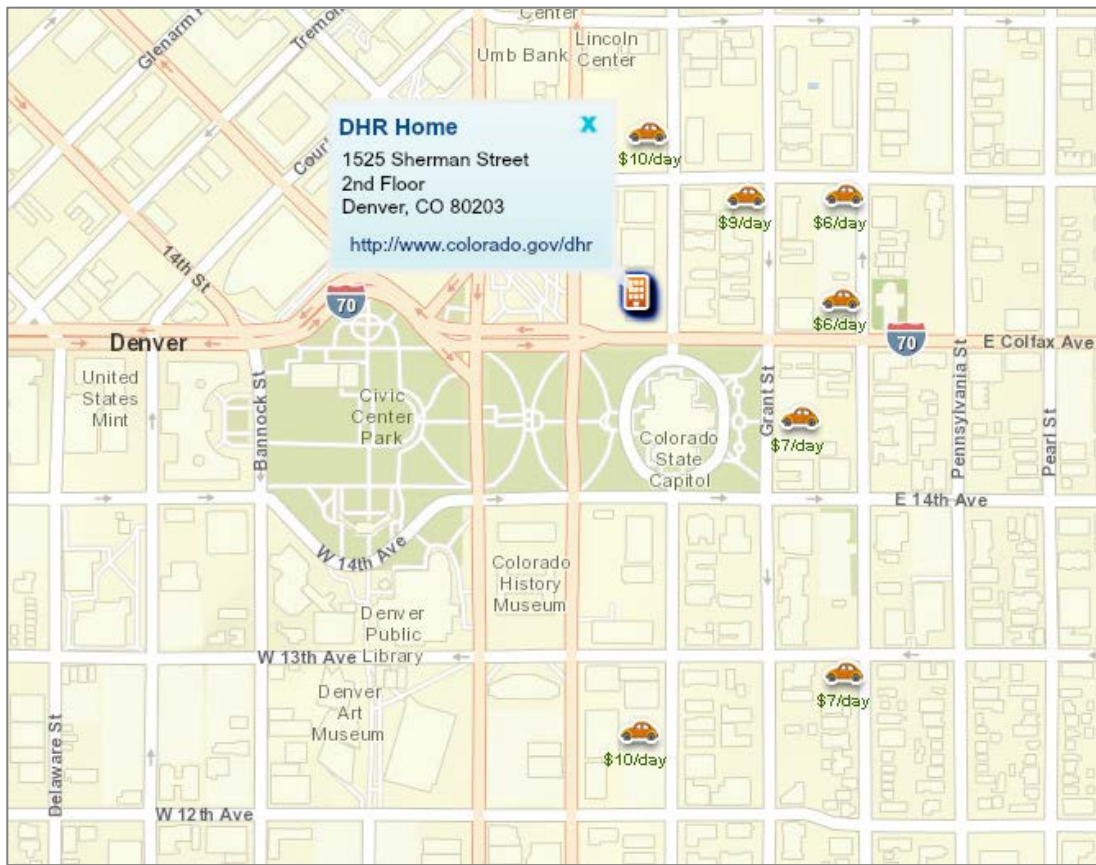 Center
Glenarm
Tremon
Umb Bank
Lincoln
Center
DHR Home
X
1525 Sherman Street
2nd Floor
Denver, CO 80203
http://www.colorado.gov/dhr
Cour
$10/day
$9/day
$6/day
14th St
70
$6/day
70
Denver
E Colfax Ave
United
States
Mint
Bannock St
Civic
Center
Park
Colorado
State
Capitol
Grant St
$7/day
Pennsylvania St
Pearl St
E 14th Ave
W 14th Ave
Colorado
History
Museum
Denver
Public
Library
W 13th Ave
Denver
Art
Museum
$7/day
$10/day
Delaware St
W 12th Ave